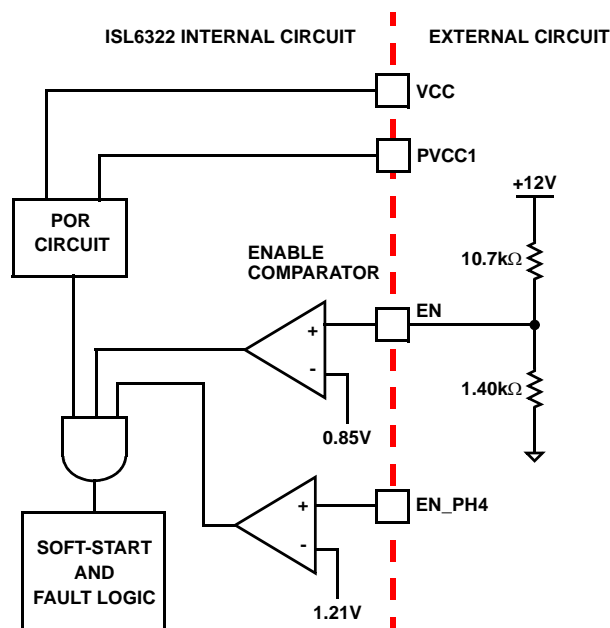 ISL6322 INTERNAL CIRCUIT
EXTERNAL CIRCUIT
VCC
PVCC1
+12V
POR
CIRCUIT
ENABLE
COMPARATOR
10.7kΩ
EN
+
-
1.40kΩ
0.85V
EN_PH4
+
-
SOFT-START
AND
FAULT LOGIC
1.21V